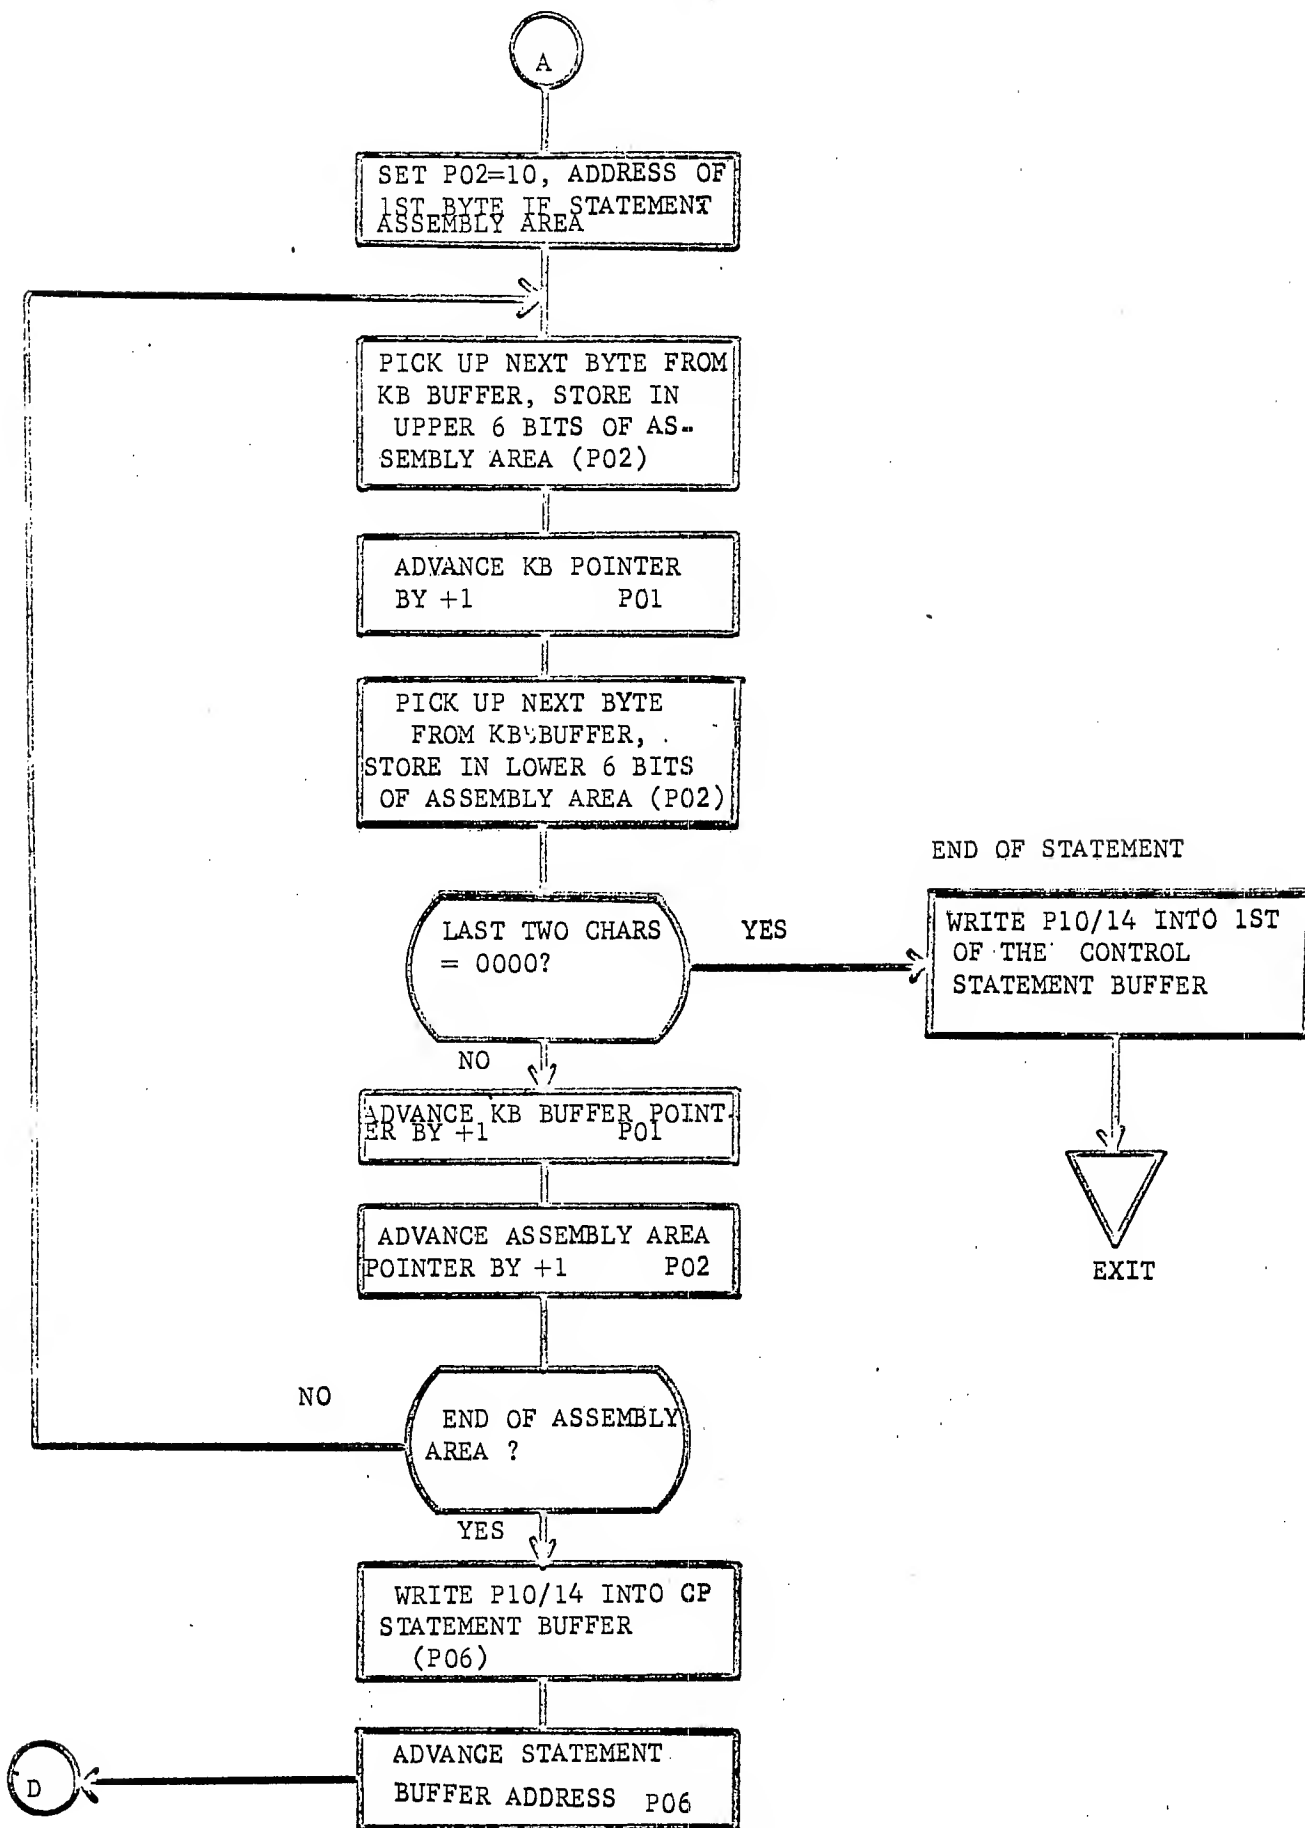 A
SET P02=10, ADDRESS OF
1ST BYTE IF STATEMENT
ASSEMBLY AREA
PICK UP NEXT BYTE FROM
KB BUFFER, STORE IN
UPPER 6 BITS OF AS-
SEMBLY AREA (P02)
ADVANCE KB POINTER
BY +1 P01
PICK UP NEXT BYTE
FROM KB BUFFER,
STORE IN LOWER 6 BITS
OF ASSEMBLY AREA (P02)
LAST TWO CHARS
= 0000?
YES
END OF STATEMENT
WRITE P10/14 INTO 1ST
OF THE CONTROL
STATEMENT BUFFER
EXIT
NO
ADVANCE KB BUFFER POINT-
ER BY +1 P01
ADVANCE ASSEMBLY AREA
POINTER BY +1 P02
END OF ASSEMBLY
AREA ?
NO
YES
WRITE P10/14 INTO CP
STATEMENT BUFFER
(P06)
ADVANCE STATEMENT
BUFFER ADDRESS P06
D